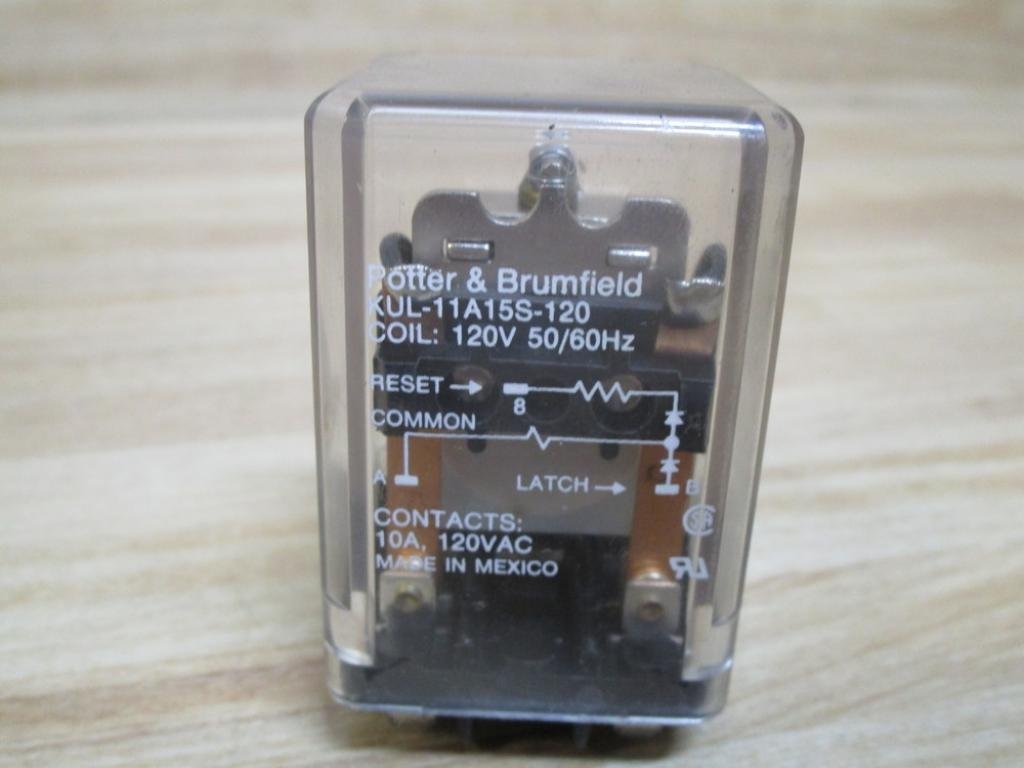 Potter & Brumfield
KUL-11A15S-120
COIL: 120V 50/60Hz
RESET→
8
COMMON
A
LATCH→
B
CONTACTS:
10A, 120VAC
MADE IN MEXICO